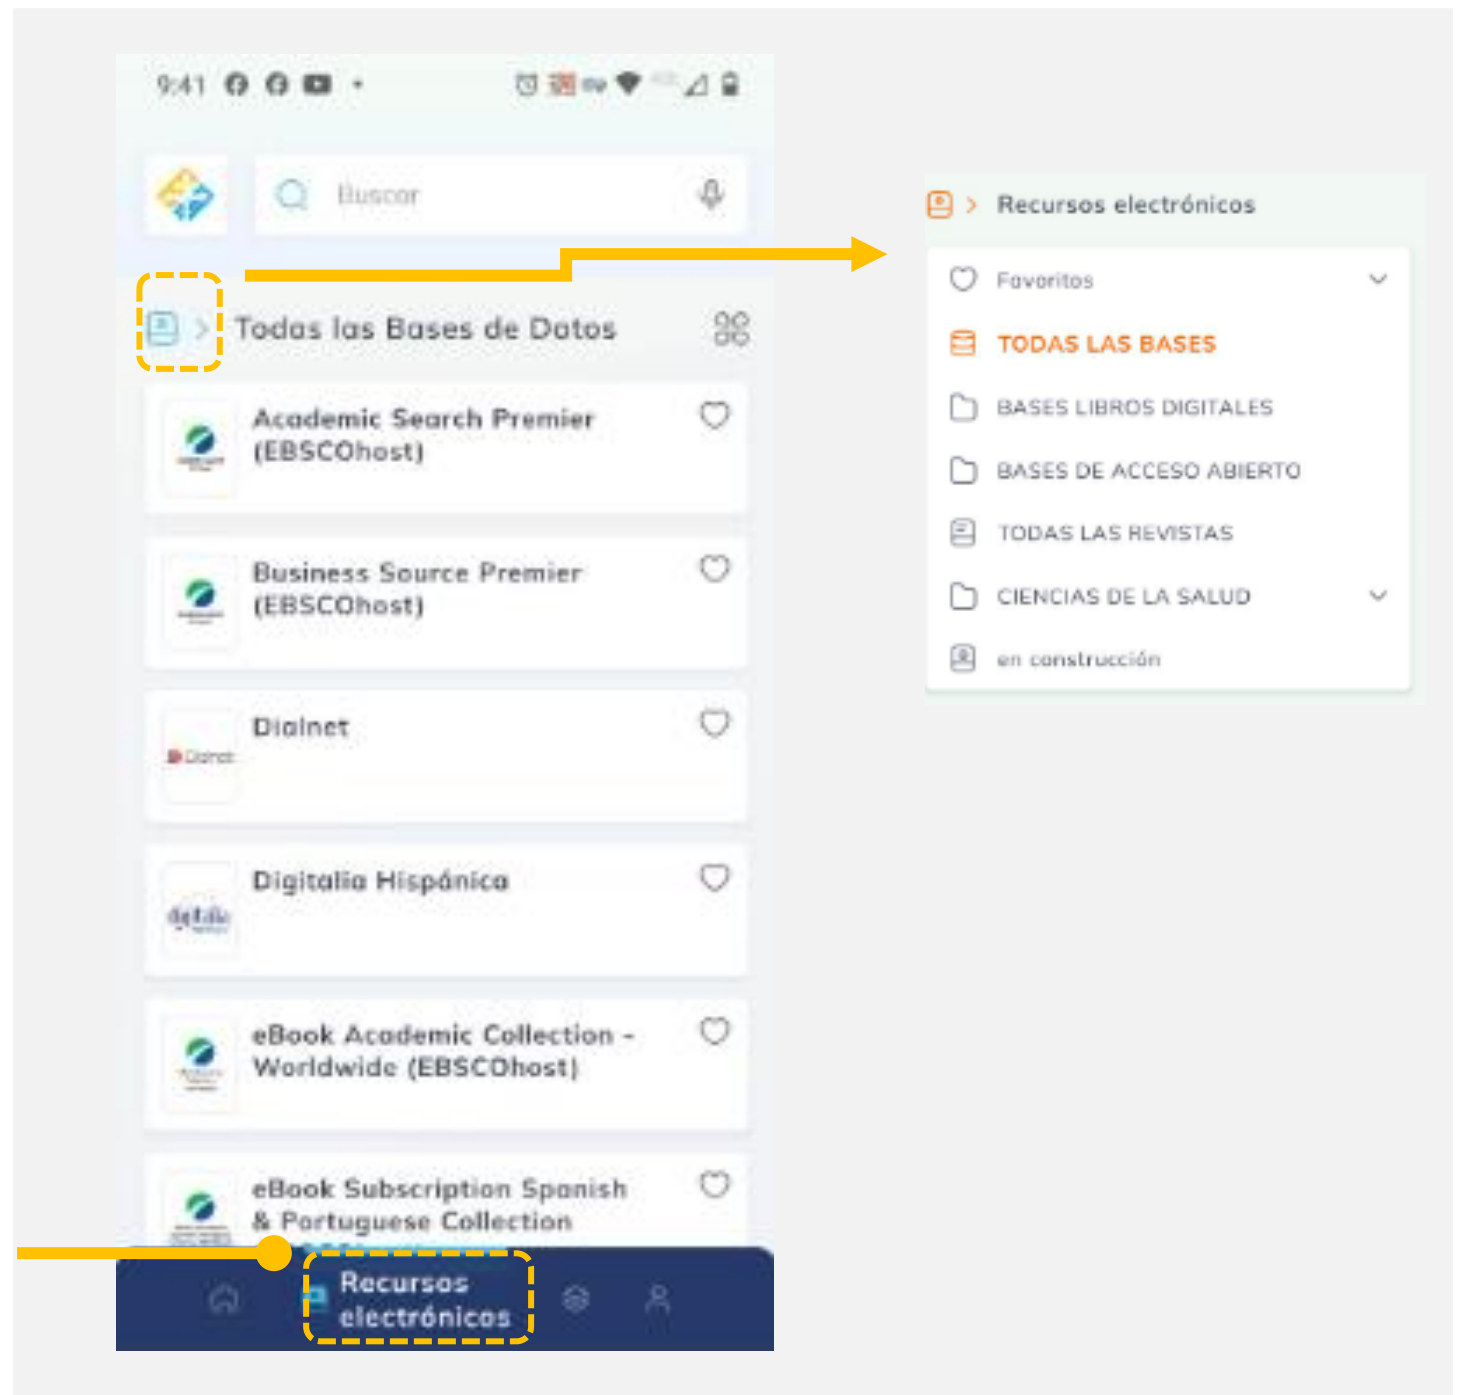 9:41
Buscar
Todas las Bases de Datos
Academic Search Premier
(EBSCOhost)
Business Source Premier
(EBSCOhost)
Dialnet
Dialnet
Digitalia Hispánica
digitalia
eBook Academic Collection -
Worldwide (EBSCOhost)
eBook Subscription Spanish
& Portuguese Collection
Recursos
electrónicos
Recursos electrónicos
Favoritos
TODAS LAS BASES
BASES LIBROS DIGITALES
BASES DE ACCESO ABIERTO
TODAS LAS REVISTAS
CIENCIAS DE LA SALUD
en construcción